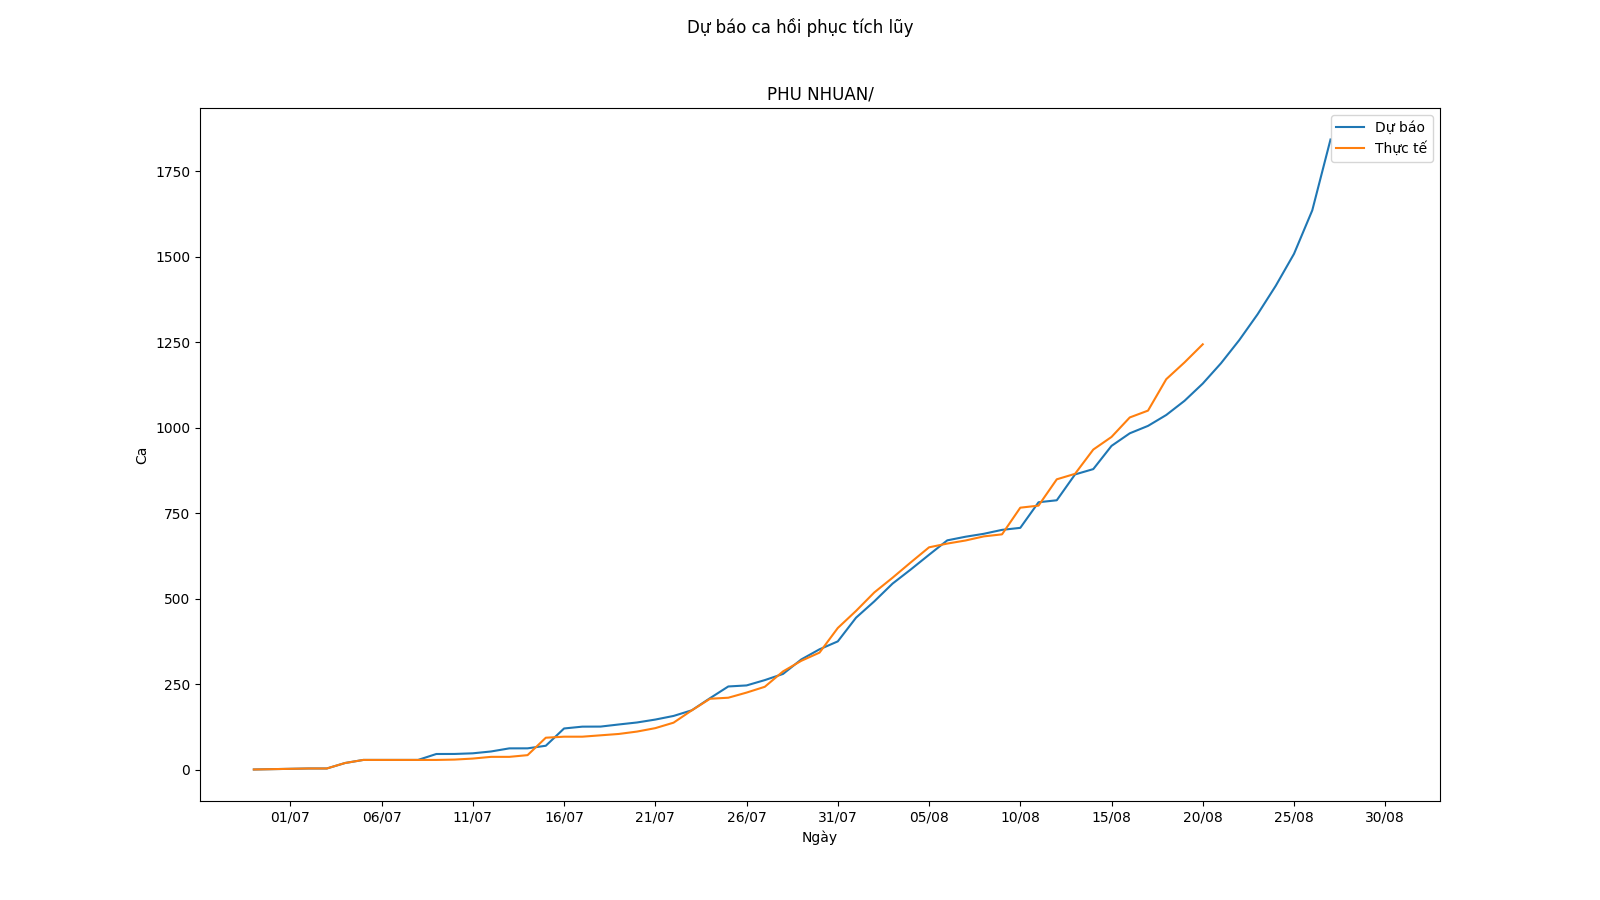 Dự báo ca hồi phục tích lũy
PHU NHUAN/
Dự báo
Thực tế
1750
1500
1250
1000
750
500
250
0
Ca
01/07 06/07 11/07 16/07 21/07 26/07 31/07 05/08 10/08 15/08 20/08 25/08 30/08
Ngày